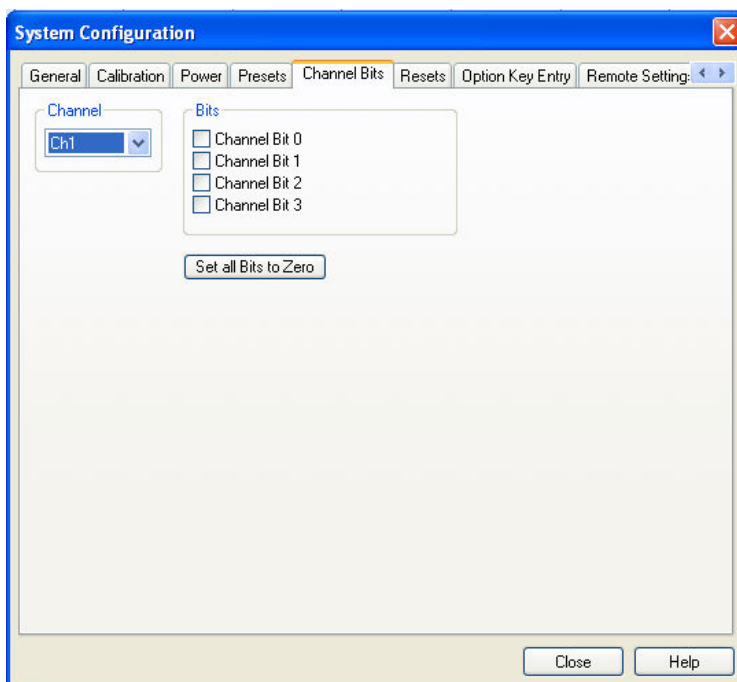 System Configuration
General Calibration Power Presets Channel Bits Resets Option Key Entry Remote Setting
Channel Bits
Ch1 Channel Bit 0
Channel Bit 1
Channel Bit 2
Channel Bit 3
Set all Bits to Zero
Close Help